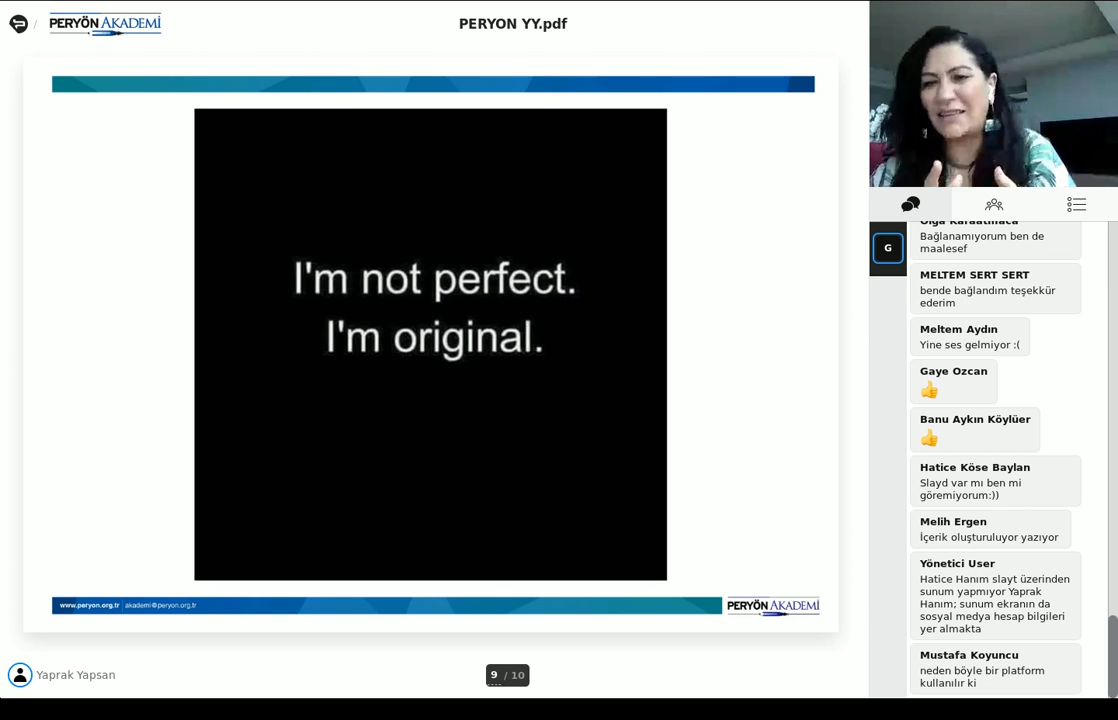 PERYÖN AKADEMİ
PERYON YY.pdf
I'm not perfect.
I'm original.
www.peryon.org.tr | akademi@peryon.org.tr
PERYÖN AKADEMİ
Yaprak Yapsan
9 / 10
G
Bağlanamıyorum ben de
maalesef
MELTEM SERT SERT
bende bağlandım teşekkür
ederim
Meltem Aydın
Yine ses gelmiyor :(
Gaye Ozcan
👍
Banu Aykın Köylüer
👍
Hatice Köse Baylan
Slayd var mı ben mi
göremiyorum:))
Melih Ergen
İçerik oluşturuluyor yazıyor
Yönetici User
Hatice Hanım slayt üzerinden
sunum yapmıyor Yaprak
Hanım; sunum ekranın da
sosyal medya hesap bilgileri
yer almakta
Mustafa Koyuncu
neden böyle bir platform
kullanılır ki